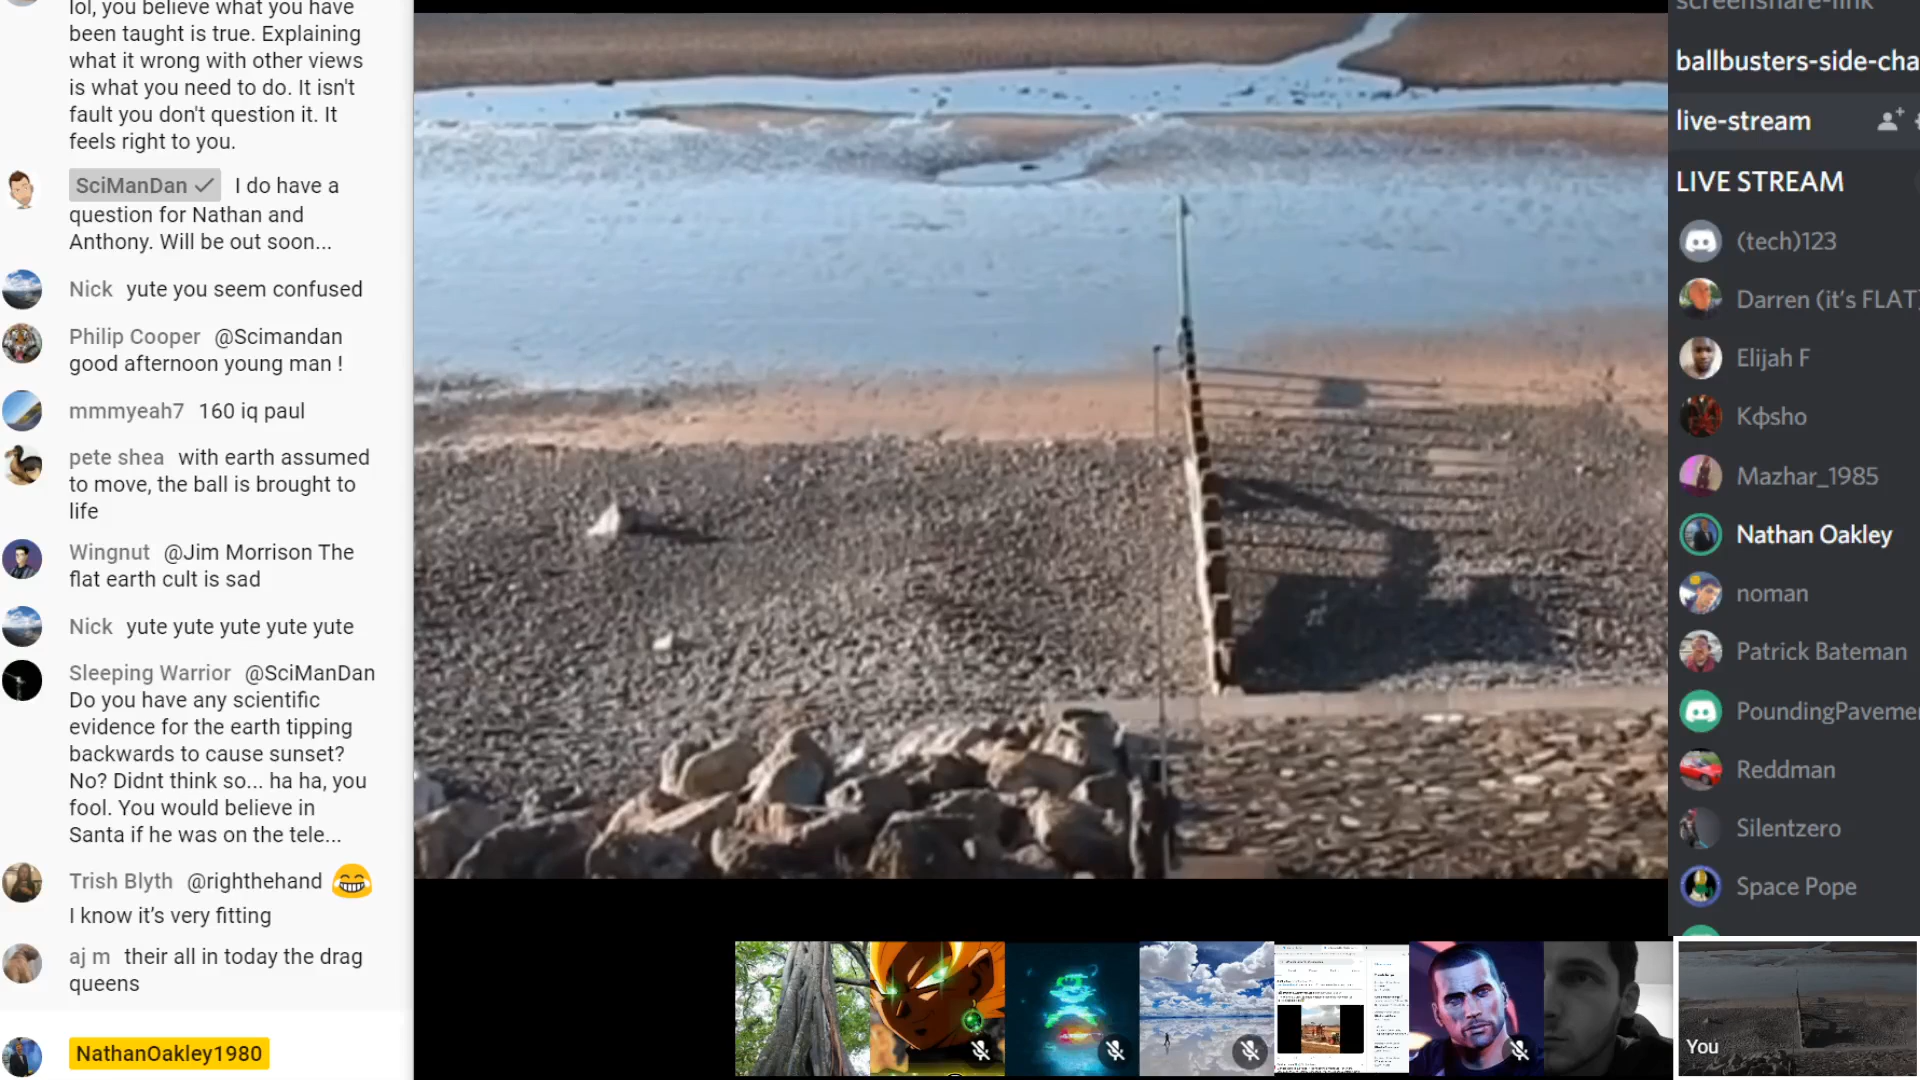 lol, you believe what you have
been taught is true. Explaining
what it wrong with other views
is what you need to do. It isn't
fault you don't question it. It
feels right to you.
SciManDan I do have a
question for Nathan and
Anthony. Will be out soon...
Nick yute you seem confused
Philip Cooper @Scimandan
good afternoon young man !
mmmyeah7 160 iq paul
pete shea with earth assumed
to move, the ball is brought to
life
Wingnut @Jim Morrison The
flat earth cult is sad
Nick yute yute yute yute yute
Sleeping Warrior @SciManDan
Do you have any scientific
evidence for the earth tipping
backwards to cause sunset?
No? Didnt think so... ha ha, you
fool. You would believe in
Santa if he was on the tele...
Trish Blyth @righthehand
I know it's very fitting
aj m their all in today the drag
queens
NathanOakley1980
screenshare-link
ballbusters-side-cha
live-stream
LIVE STREAM
(tech)123
Darren (it's FLAT)
Elijah F
Kфsho
Mazhar_1985
Nathan Oakley
noman
Patrick Bateman
PoundingPaveme
Reddman
Silentzero
Space Pope
You